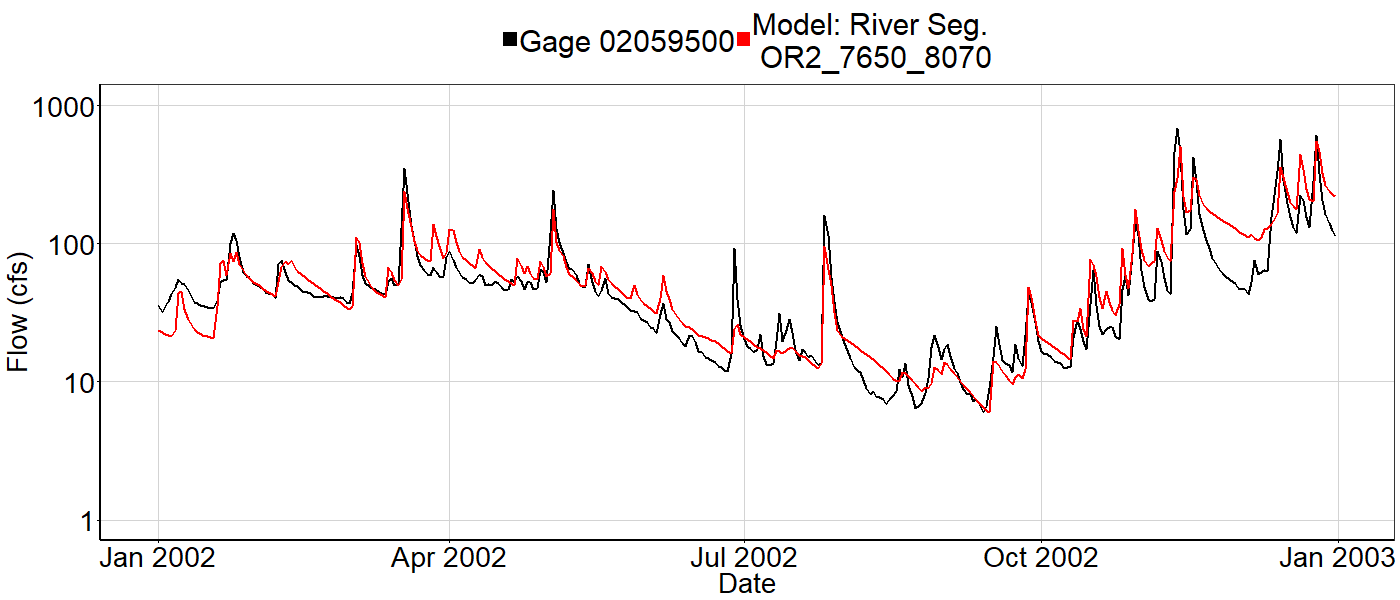 Gage 02059500
Model: River Seg.
OR2_7650_8070
Flow (cfs)
1000
100
10
1
Jan 2002
Apr 2002
Jul 2002
Oct 2002
Jan 2003
Date